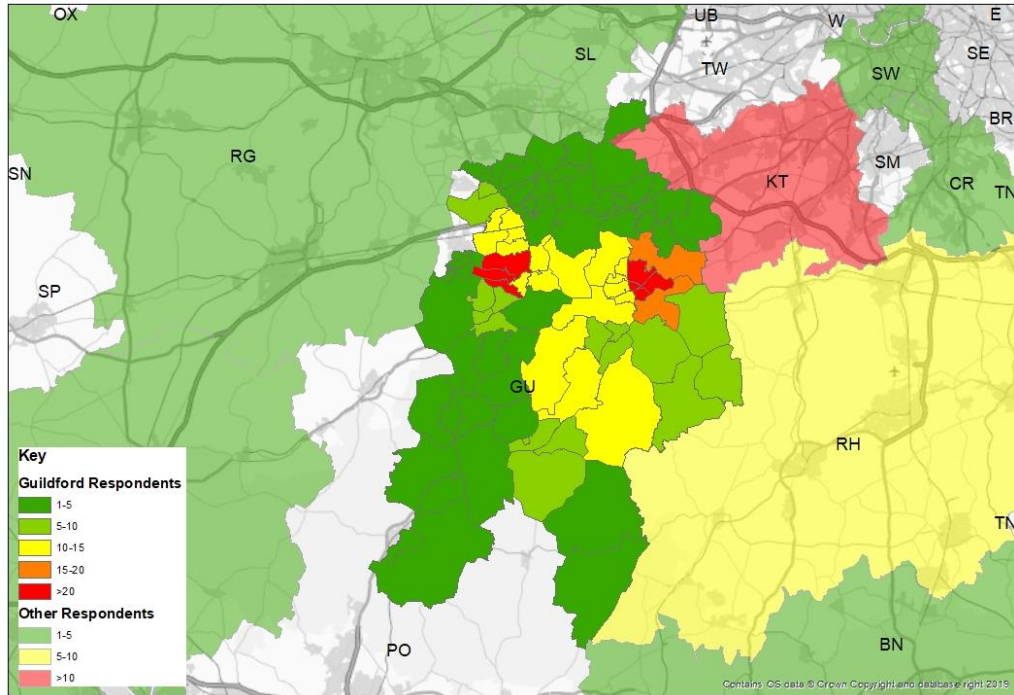 OX
UB
W
E
SL
TW
SW
SE
BR
RG
SN
KT
SM
CR
TN
SP
GU
RH
TN
PO
BN
Key
Guildford Respondents
1-5
5-10
10-15
15-20
>20
Other Respondents
1-5
5-10
>10
Contains OS data © Crown Copyright and database right 2019